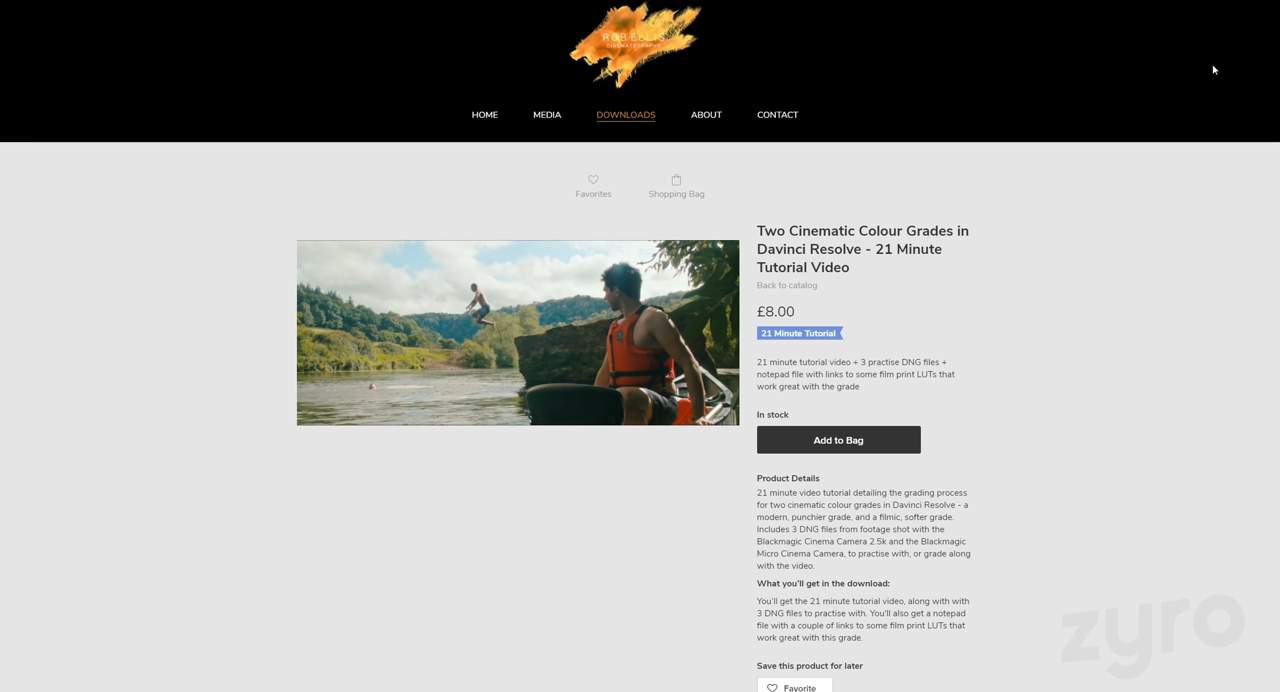 ROB ELLIS
CINEMATOGRAPHY
HOME MEDIA DOWNLOADS ABOUT CONTACT
Favorites Shopping Bag
Two Cinematic Colour Grades in
Davinci Resolve - 21 Minute
Tutorial Video
Back to catalog
£8.00
21 Minute Tutorial
21 minute tutorial video + 3 practise DNG files +
notepad file with links to some film print LUTs that
work great with the grade
In stock
Add to Bag
Product Details
21 minute video tutorial detailing the grading process
for two cinematic colour grades in Davinci Resolve - a
modern, punchier grade, and a filmic, softer grade.
Includes 3 DNG files from footage shot with the
Blackmagic Cinema Camera 2.5k and the Blackmagic
Micro Cinema Camera, to practise with, or grade along
with the video.
What you'll get in the download:
You'll get the 21 minute tutorial video, along with with
3 DNG files to practise with. You'll also get a notepad
file with a couple of links to some film print LUTs that
work great with this grade.
Save this product for later
Favorite
zyro